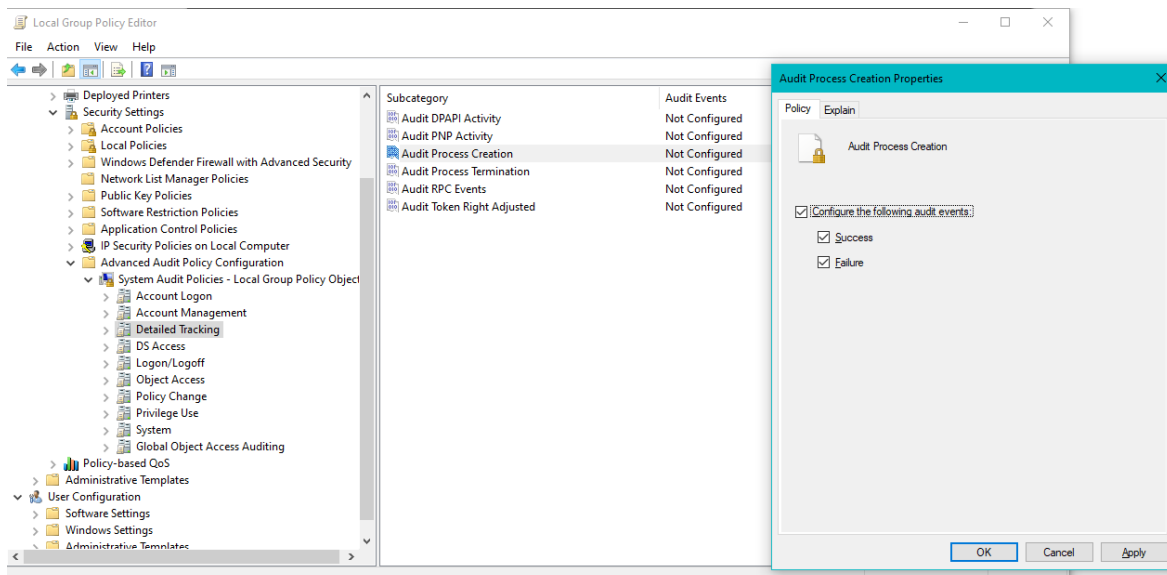 Local Group Policy Editor
File Action View Help
Deployed Printers
Security Settings
Account Policies
Local Policies
Windows Defender Firewall with Advanced Security
Network List Manager Policies
Public Key Policies
Software Restriction Policies
Application Control Policies
IP Security Policies on Local Computer
Advanced Audit Policy Configuration
System Audit Policies - Local Group Policy Object
Account Logon
Account Management
Detailed Tracking
DS Access
Logon/Logoff
Object Access
Policy Change
Privilege Use
System
Global Object Access Auditing
Policy-based QoS
Administrative Templates
User Configuration
Software Settings
Windows Settings
Administrative Templates
Subcategory Audit Events
Audit DPAPI Activity Not Configured
Audit PNP Activity Not Configured
Audit Process Creation Not Configured
Audit Process Termination Not Configured
Audit RPC Events Not Configured
Audit Token Right Adjusted Not Configured
Audit Process Creation Properties
Policy Explain
Audit Process Creation
Configure the following audit events:
Success
Failure
OK Cancel Apply